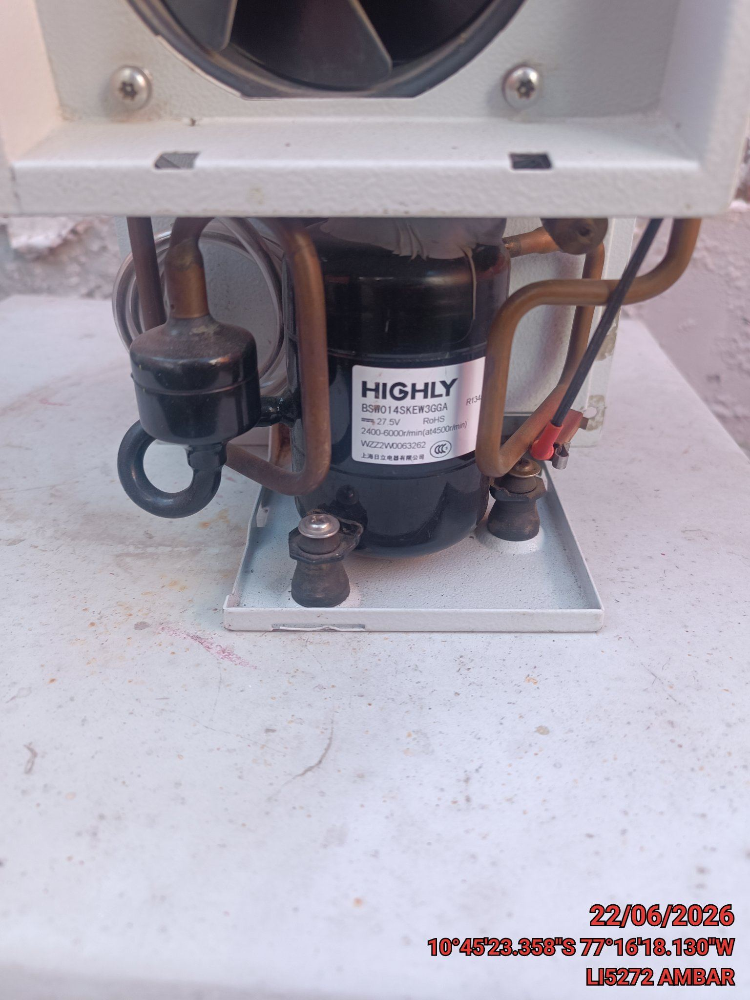 HIGHLY
BSW014SKEW3GGA
R134
27.5V RoHS
2400-6000r/min(at4500r/min)
WZZ2W0063262 CCC S
上海日立电器有限公司
22/06/2026
10°45'23.358"S 77°16'18.130"W
LI5272 AMBAR